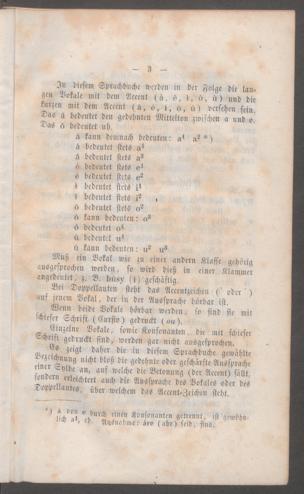 — 3 —
In diesem Sprachbuche werden in der Folge die lan-
gen Vokale mit dem Accent (à, è, ì, ò, ù) und die
kurzen mit dem Accent (á, é, í, ó, ú) versehen sein.
Das â bedeutet den gedehnten Mittelton zwischen a und o.
Das ô bedeutet uh.
à kann demnach bedeuten: a¹ a² *)
á bedeutet stets a⁴
â bedeutet stets a³
è bedeutet stets e¹
é bedeutet stets e²
ì bedeutet stets i¹
í bedeutet stets i²
ò bedeutet stets o²
ó kann bedeuten: o³
ù bedeutet u¹
ú kann bedeuten: u² u³.
Muß ein Vokal wie zu einer andern Klasse gehörig
ausgesprochen werden, so wird dieß in einer Klammer
angedeutet, z. B. búsy (í) geschäftig.
Bei Doppellauten steht das Accentzeichen (` oder ´)
auf jenem Vokal, der in der Aussprache hörbar ist.
Wenn beide Vokale hörbar werden, so sind sie mit
schiefer Schrift (Cursiv) gedruckt (ou).
Einzelne Vokale, sowie Konsonanten, die mit schiefer
Schrift gedruckt sind, werden gar nicht ausgesprochen.
Es zeigt daher die in diesem Sprachbuche gewählte
Bezeichnung nicht bloß die gedehnte oder geschärfte Aussprache
einer Sylbe an, auf welche die Betonung (der Accent) fällt,
sondern erleichtert auch die Aussprache des Vokales oder des
Doppellautes, über welchem das Accent-Zeichen steht.
durch einen Konsonanten getrennt, ist gewöhn-
lich a¹, Ausnahme: áre (ahr) seid, sind.